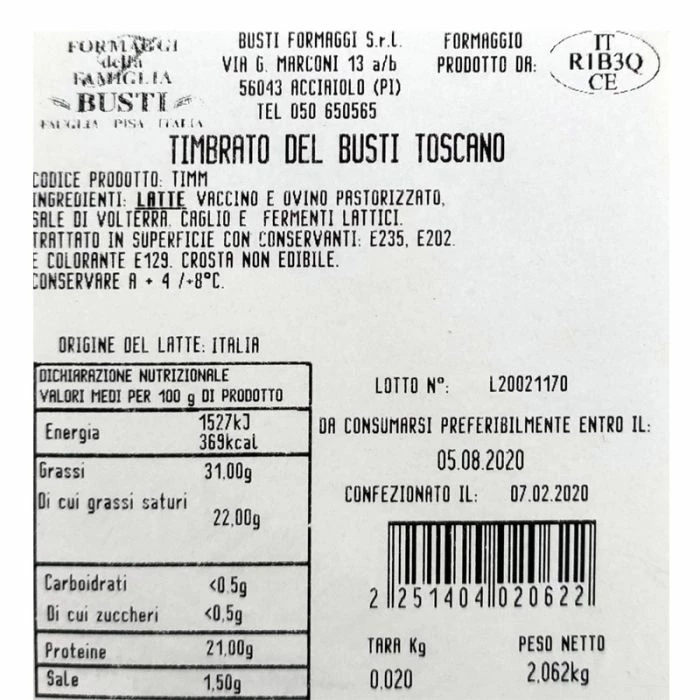 FORMAGGI
della
FAMIGLIA
BUSTI
FAUGLIA PISA ITALIA
BUSTI FORMAGGI S.r.l.
VIA G. MARCONI 13 a/b
56043 ACCIAIOLO (PI)
TEL 050 650565
FORMAGGIO
PRODOTTO DA:
IT
R1B3Q
CE
TIMBRATO DEL BUSTI TOSCANO
CODICE PRODOTTO: TIMM
INGREDIENTI: LATTE VACCINO E OVINO PASTORIZZATO,
SALE DI VOLTERRA, CAGLIO E FERMENTI LATTICI.
TRATTATO IN SUPERFICIE CON CONSERVANTI: E235, E202.
E COLORANTE E129. CROSTA NON EDIBILE.
CONSERVARE A + 4 /+8°C.
ORIGINE DEL LATTE: ITALIA
DICHIARAZIONE NUTRIZIONALE
VALORI MEDI PER 100 g DI PRODOTTO
Energia 1527kJ
369kcal
Grassi 31,00g
Di cui grassi saturi
22,00g
Carboidrati <0,5g
Di cui zuccheri <0,5g
Proteine 21,00g
Sale 1,50g
LOTTO N°: L20021170
DA CONSUMARSI PREFERIBILMENTE ENTRO IL:
05.08.2020
CONFEZIONATO IL: 07.02.2020
2 251404 020622
TARA Kg PESO NETTO
0,020 2,062kg